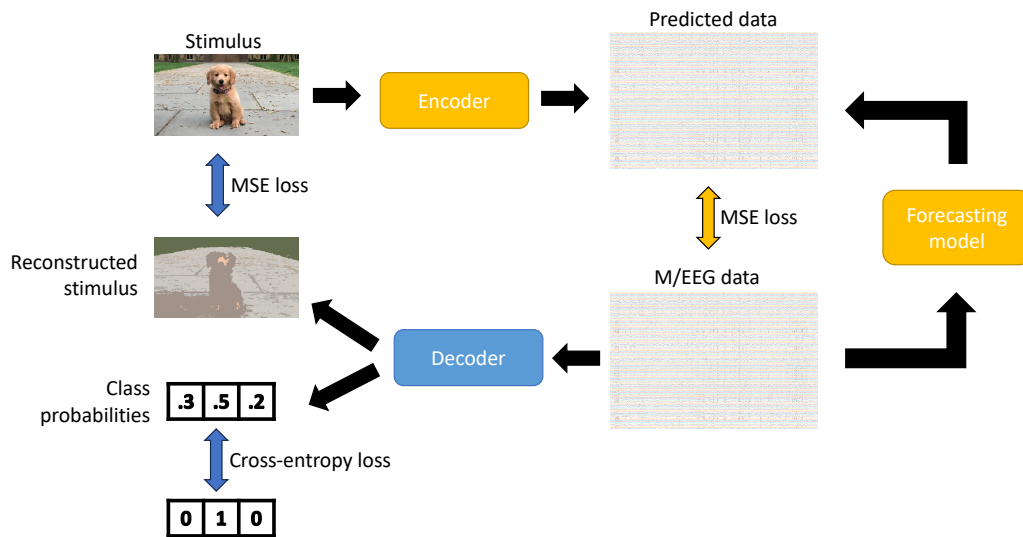 Stimulus
Predicted data
Encoder
MSE loss
MSE loss
Forecasting
model
Reconstructed
stimulus
M/EEG data
Decoder
Class
probabilities
.3 .5 .2
Cross-entropy loss
0 1 0